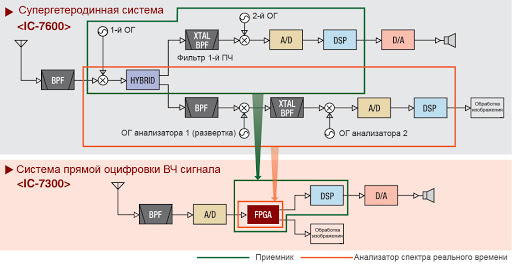 Супергетеродинная система
<IC-7600>
1-й ОГ
2-й ОГ
BPF
HYBRID
XTAL BPF
Фильтр 1-й ПЧ
A/D
DSP
D/A
BPF
XTAL BPF
A/D
DSP
Обработка изображения
ОГ анализатора 1 (развертка)
ОГ анализатора 2
Система прямой оцифровки ВЧ сигнала
<IC-7300>
BPF
A/D
FPGA
DSP
D/A
Обработка изображения
Приемник
Анализатор спектра реального времени